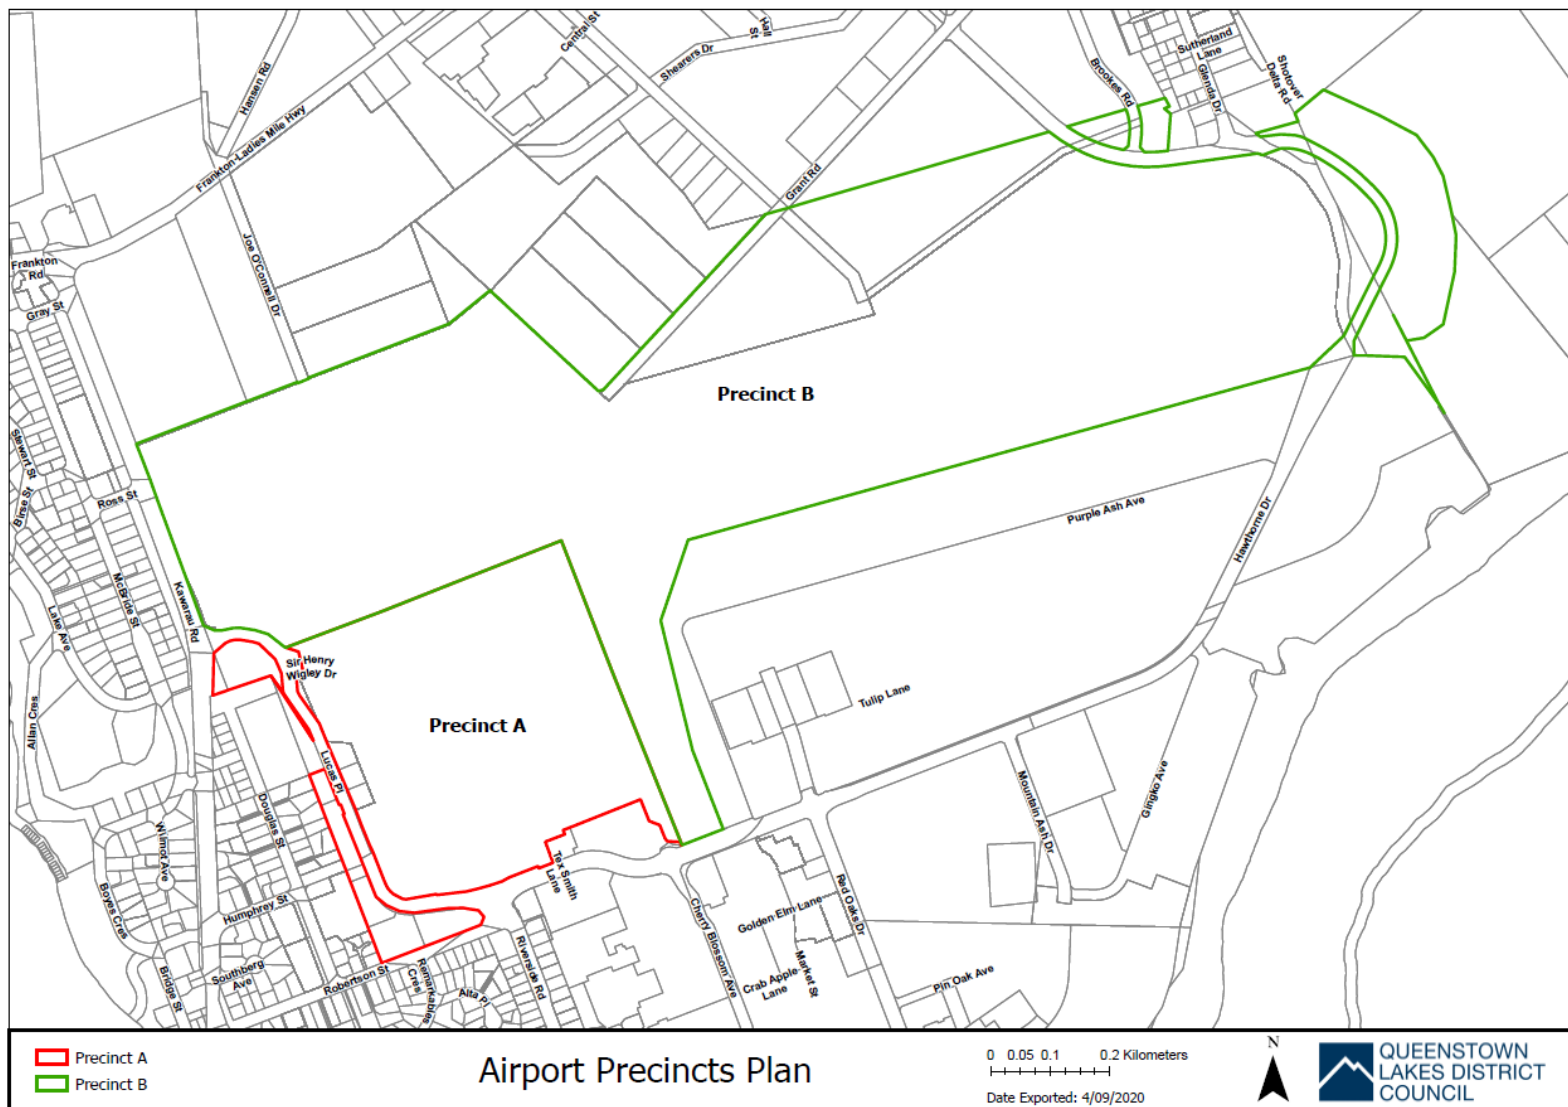 Hall
St
Central St
Shearers Dr
Sutherland
Lane
Hansen Rd
Brookes Rd
Glenda Dr
Shotover
Delta Rd
Frankton-Ladies Mile Hwy
Grant Rd
Joe O'Connell Dr
Frankton
Rd
Gray St
Precinct B
Stewart St
Birse St
Ross St
Purple Ash Ave
Hawthorne Dr
McBride St
Kawarau Rd
Lake Ave
Sir Henry
Wigley Dr
Allan Cres
Tulip Lane
Precinct A
Lucas Pl
Douglas St
Mountain Ash Dr
Gingko Ave
Wilmot Ave
Tex Smith
Lane
Boyes Cres
Humphrey St
Cherry Blossom Ave
Golden Elm Lane
Red Oaks Dr
Market St
Southberg
Ave
Bridge St
Robertson St
Remarkables
Cres
Riverside Rd
Alta Pl
Crab Apple
Lane
Pin Oak Ave
Precinct A
Precinct B
Airport Precincts Plan
0 0.05 0.1 0.2 Kilometers
Date Exported: 4/09/2020
N
QUEENSTOWN
LAKES DISTRICT
COUNCIL